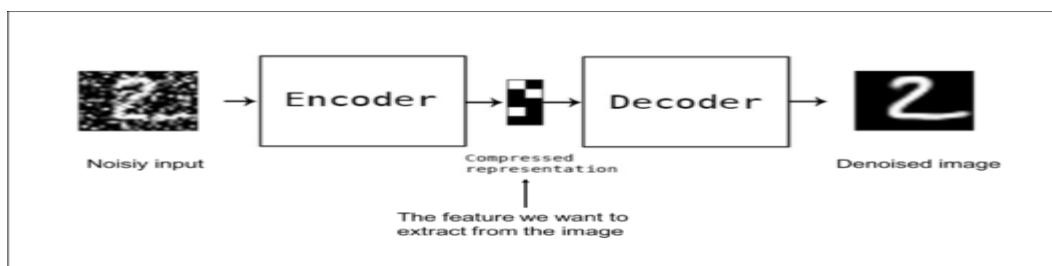 Encoder
Decoder
Noisiy input
Compressed
representation
Denoised image
The feature we want to
extract from the image